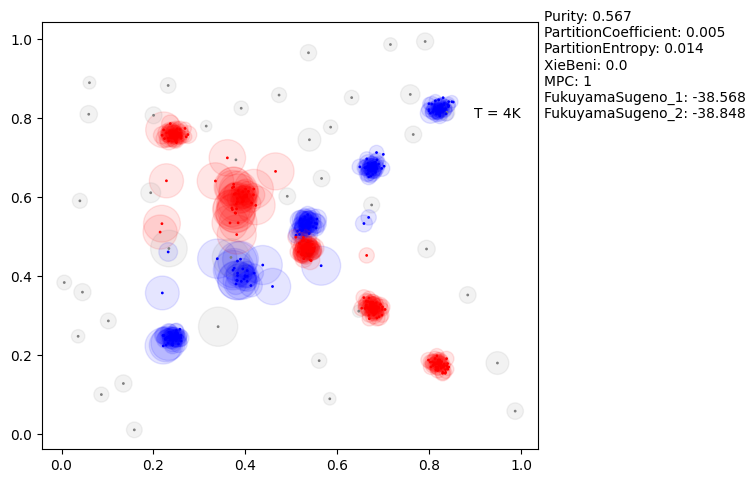 Purity: 0.567
PartitionCoefficient: 0.005
PartitionEntropy: 0.014
XieBeni: 0.0
MPC: 1
FukuyamaSugeno_1: -38.568
FukuyamaSugeno_2: -38.848
T = 4K
1.0
0.8
0.6
0.4
0.2
0.0
0.0 0.2 0.4 0.6 0.8 1.0